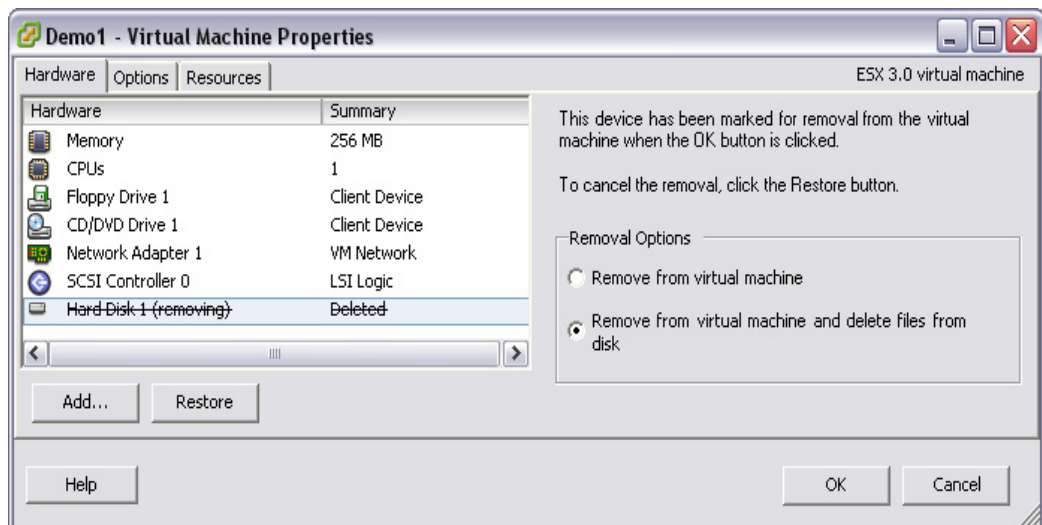 Demo1 - Virtual Machine Properties
Hardware Options Resources
ESX 3.0 virtual machine
Hardware Summary
Memory 256 MB
CPUs 1
Floppy Drive 1 Client Device
CD/DVD Drive 1 Client Device
Network Adapter 1 VM Network
SCSI Controller 0 LSI Logic
Hard Disk 1 (removing) Deleted
Add... Restore
This device has been marked for removal from the virtual
machine when the OK button is clicked.
To cancel the removal, click the Restore button.
Removal Options
Remove from virtual machine
Remove from virtual machine and delete files from
disk
Help OK Cancel